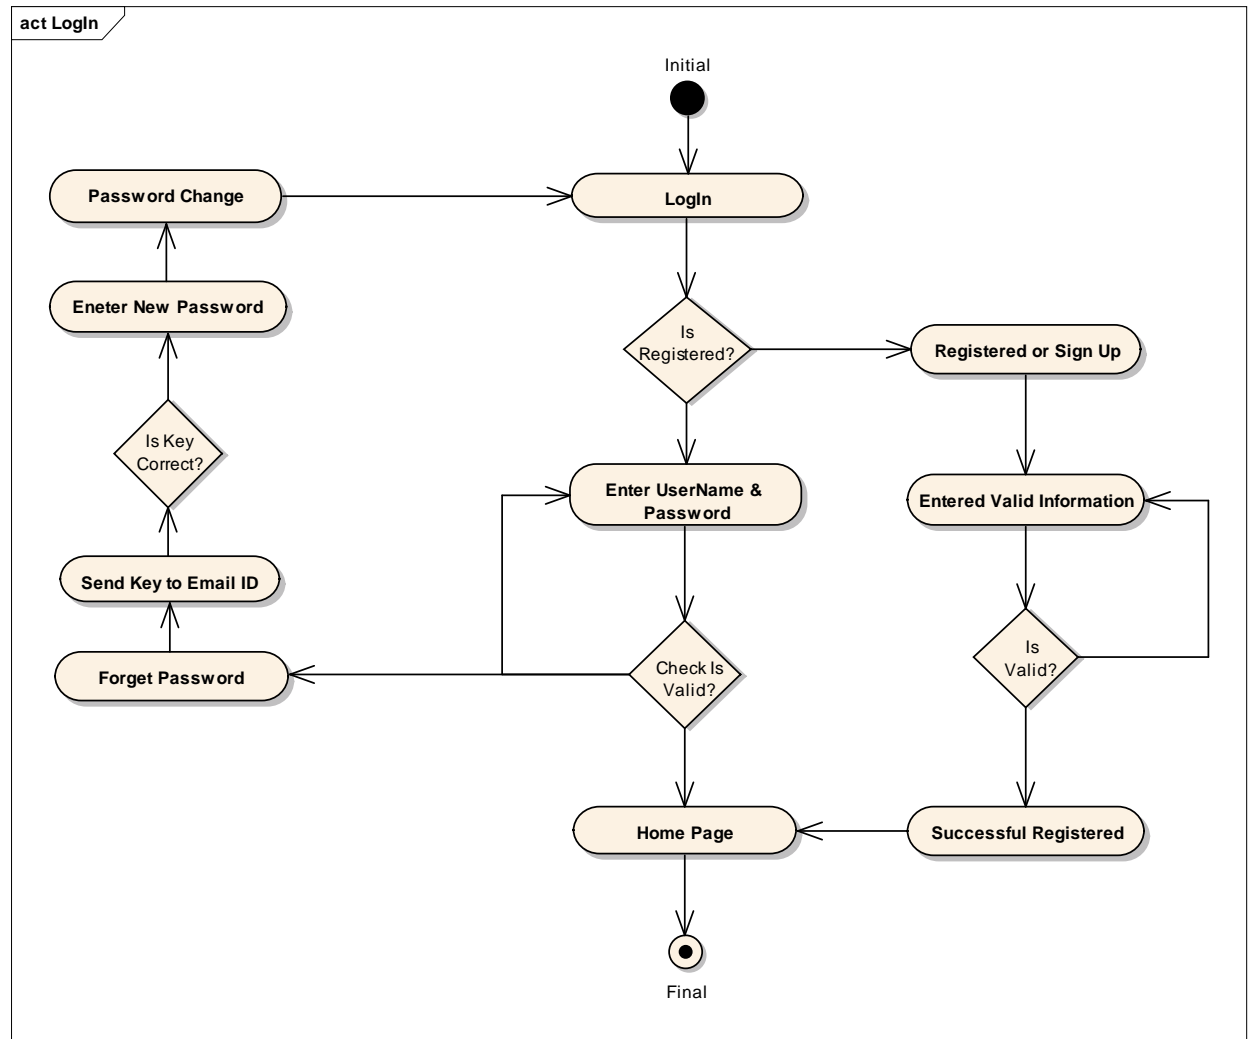 act LogIn
Initial
Password Change
LogIn
Eneter New Password
Is
Registered?
Registered or Sign Up
Is Key
Correct?
Enter UserName &
Password
Entered Valid Information
Send Key to Email ID
Forget Password
Check Is
Valid?
Is
Valid?
Home Page
Successful Registered
Final